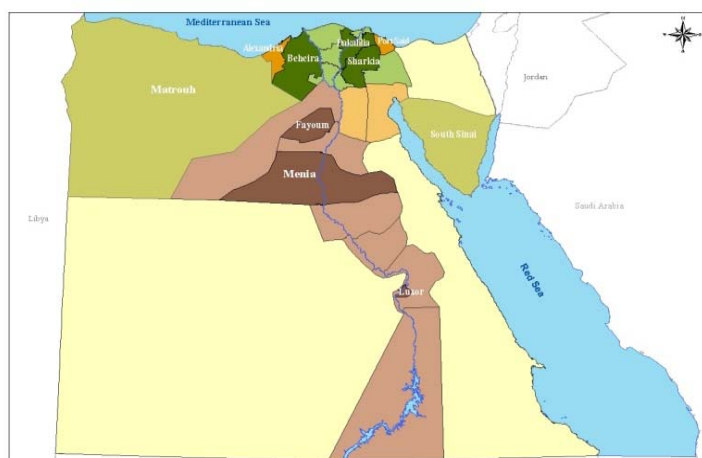 Mediterranean Sea
Alexandria
Beheira
Dakahlia
Port Said
Sharkia
Matrouh
Jordan
Fayoum
South Sinai
Menia
Saudi Arabia
Libya
Red Sea
Luxor